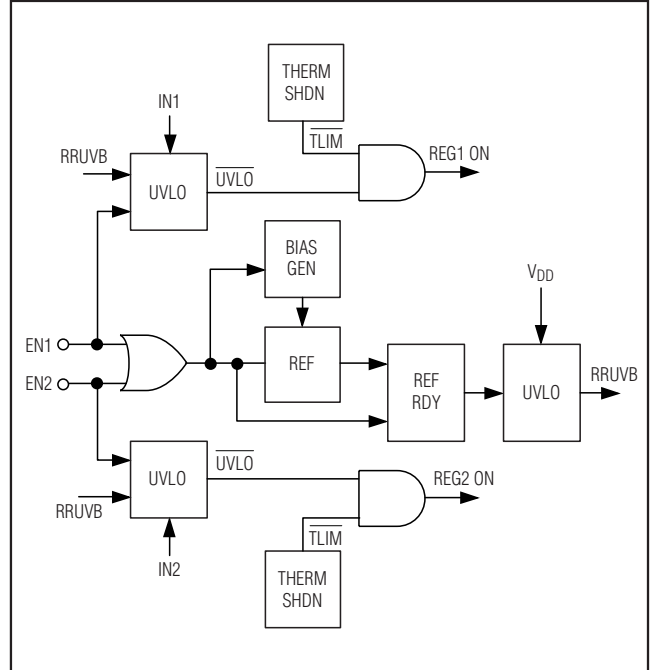 THERM
SHDN
IN1
TLIM
RRUVB
REG1 ON
UVLO
UVLO
BIAS
GEN
VDD
EN1
REF
REF
RDY
UVLO
RRUVB
EN2
UVLO
UVLO
REG2 ON
RRUVB
TLIM
IN2
THERM
SHDN